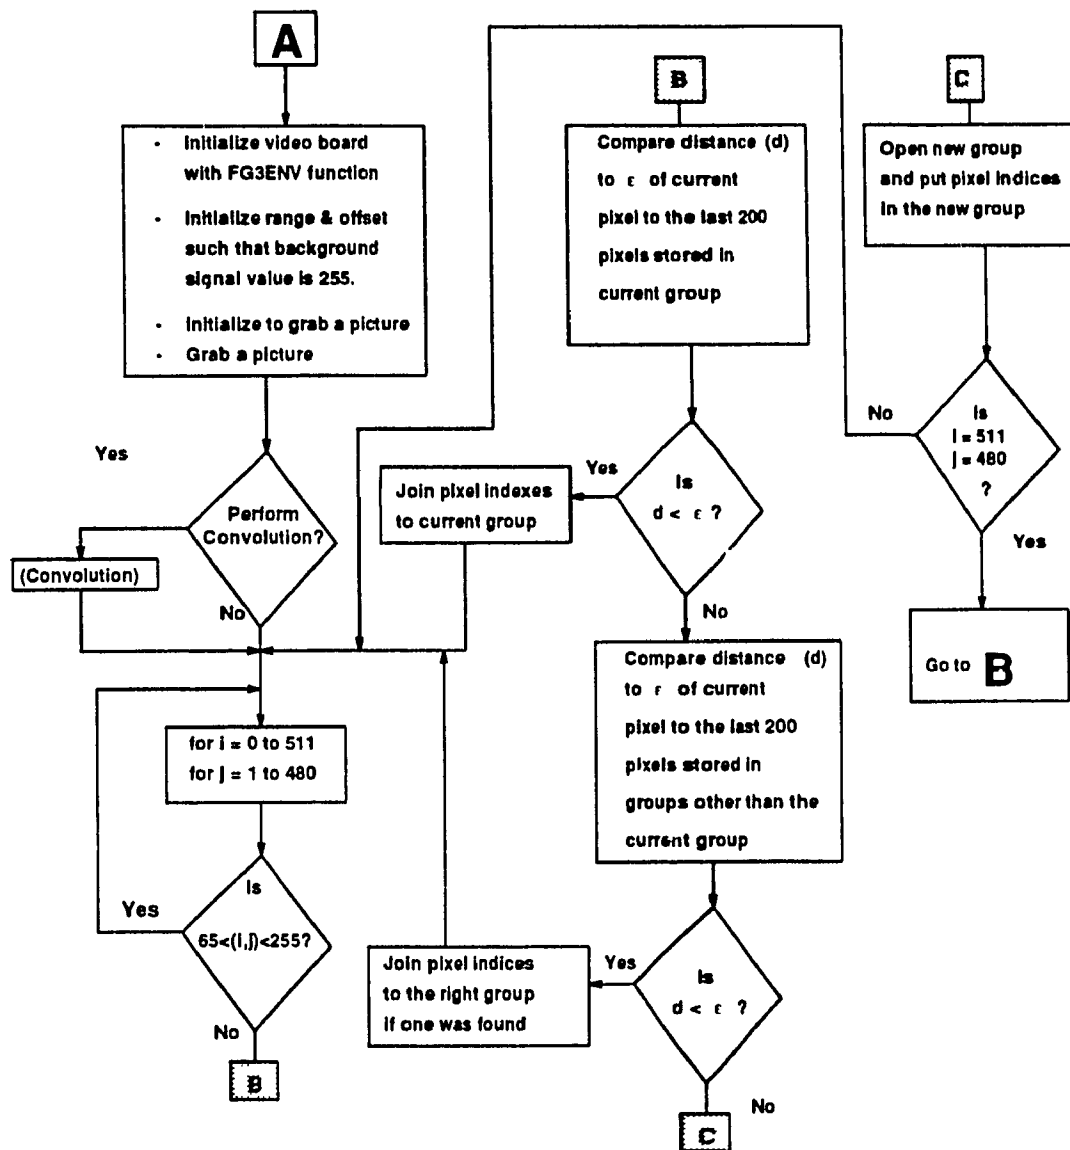 A
· Initialize video board
with FG3ENV function
· Initialize range & offset
such that background
signal value is 255.
· Initialize to grab a picture
· Grab a picture
Yes
Perform
Convolution?
(Convolution)
No
for i = 0 to 511
for j = 1 to 480
Is
65<(i,j)<255?
Yes
No
B
B
Compare distance (d)
to ε of current
pixel to the last 200
pixels stored in
current group
Is
d < ε ?
Yes
Join pixel indexes
to current group
No
Compare distance (d)
to ε of current
pixel to the last 200
pixels stored in
groups other than the
current group
Is
d < ε ?
Yes
Join pixel indices
to the right group
if one was found
No
C
C
Open new group
and put pixel indices
in the new group
Is
I = 511
j = 480
?
No
Yes
Go to B